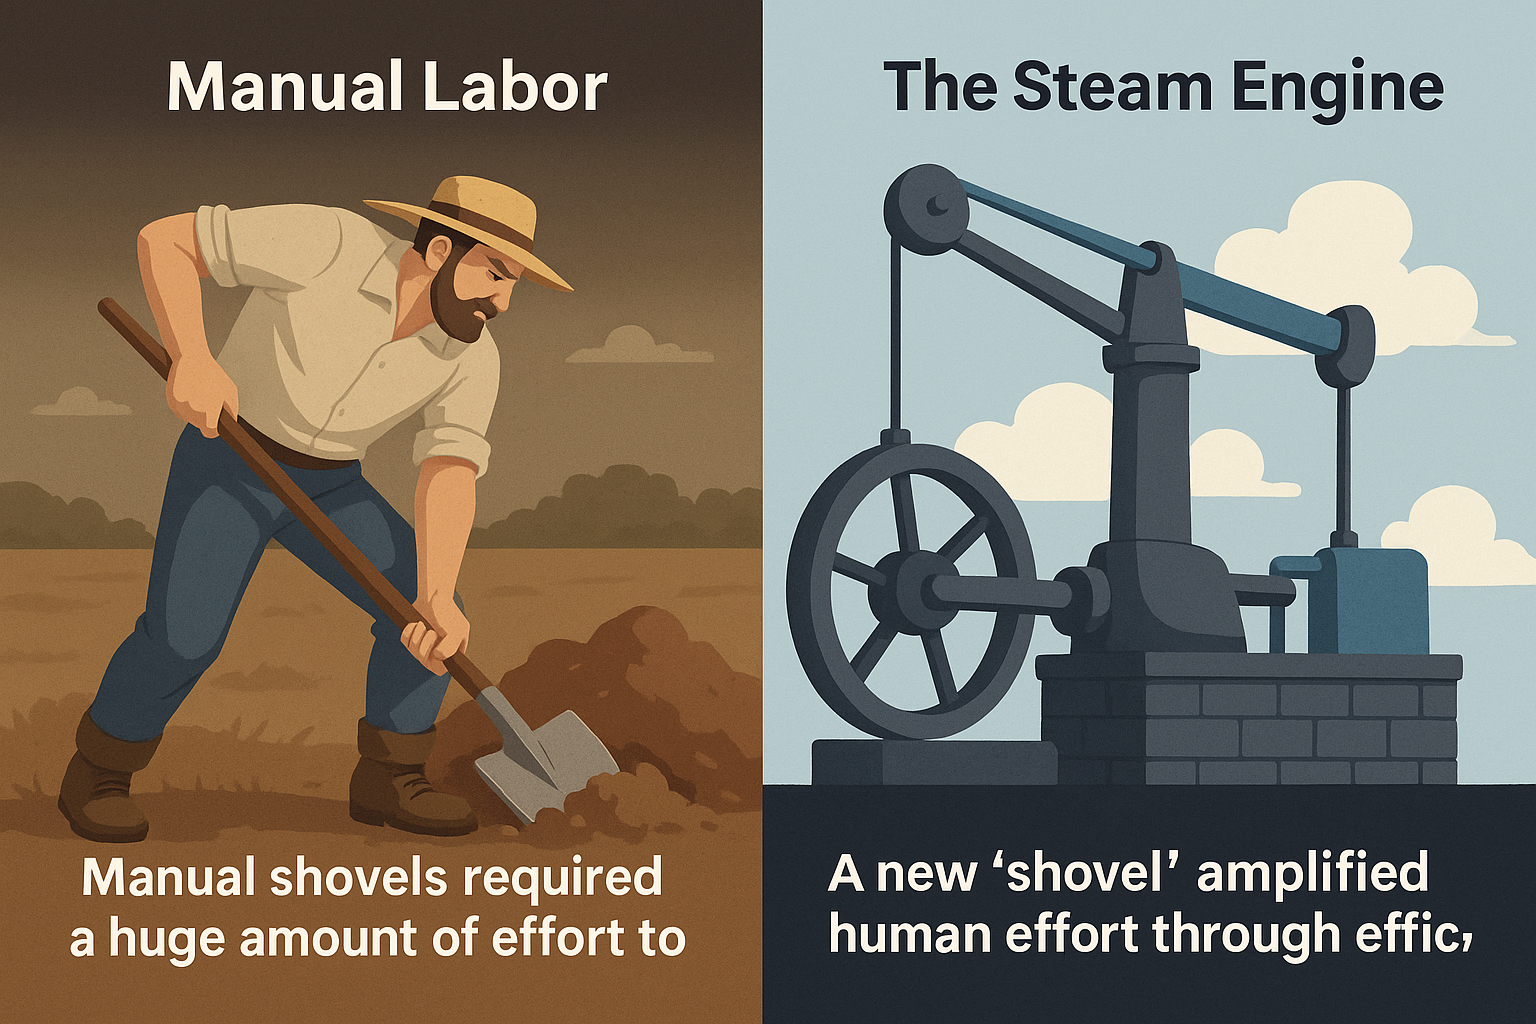 Manual Labor
Manual shovels required
a huge amount of effort to
The Steam Engine
A new ‘shovel’ amplified
human effort through effic,